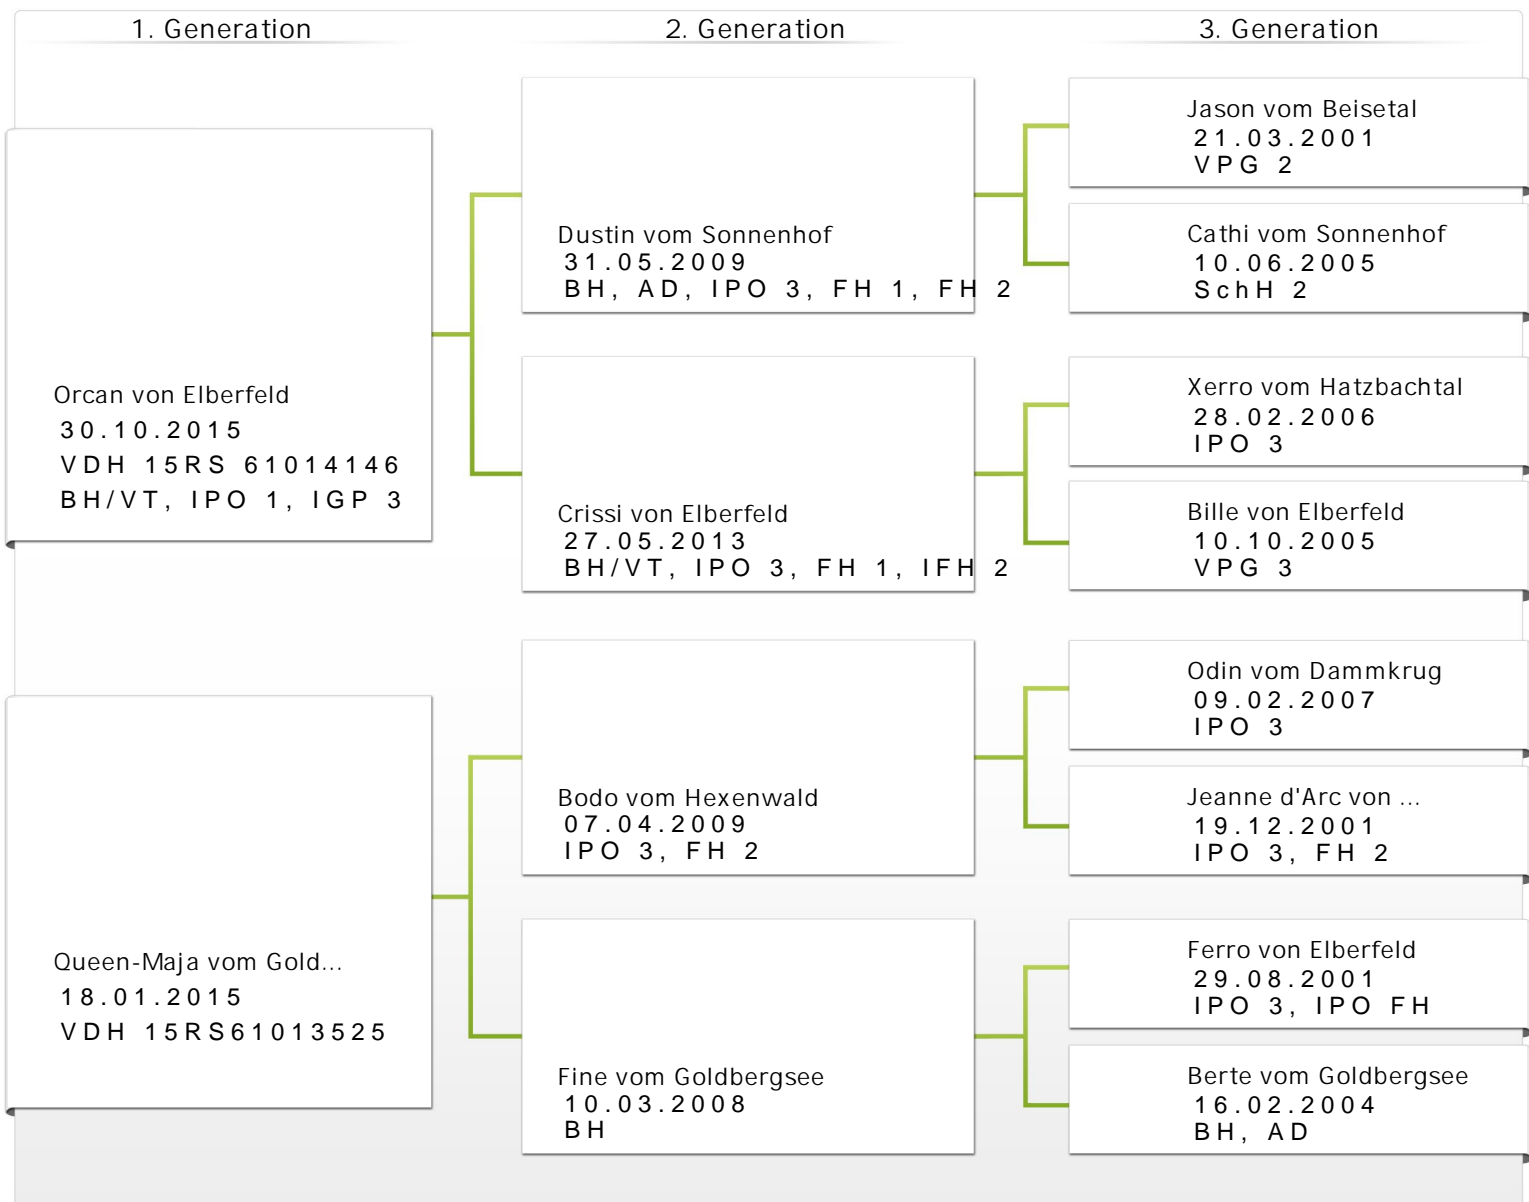 1. Generation
2. Generation
3. Generation
Orcan von Elberfeld
30.10.2015
VDH 15RS 61014146
BH/VT, IPO 1, IGP 3
Queen-Maja vom Gold...
18.01.2015
VDH 15RS61013525
Dustin vom Sonnenhof
31.05.2009
BH, AD, IPO 3, FH 1, FH 2
Crissi von Elberfeld
27.05.2013
BH/VT, IPO 3, FH 1, IFH 2
Bodo vom Hexenwald
07.04.2009
IPO 3, FH 2
Fine vom Goldbergsee
10.03.2008
BH
Jason vom Beisetal
21.03.2001
VPG 2
Cathi vom Sonnenhof
10.06.2005
SchH 2
Xerro vom Hatzbachtal
28.02.2006
IPO 3
Bille von Elberfeld
10.10.2005
VPG 3
Odin vom Dammkrug
09.02.2007
IPO 3
Jeanne d'Arc von ...
19.12.2001
IPO 3, FH 2
Ferro von Elberfeld
29.08.2001
IPO 3, IPO FH
Berte vom Goldbergsee
16.02.2004
BH, AD